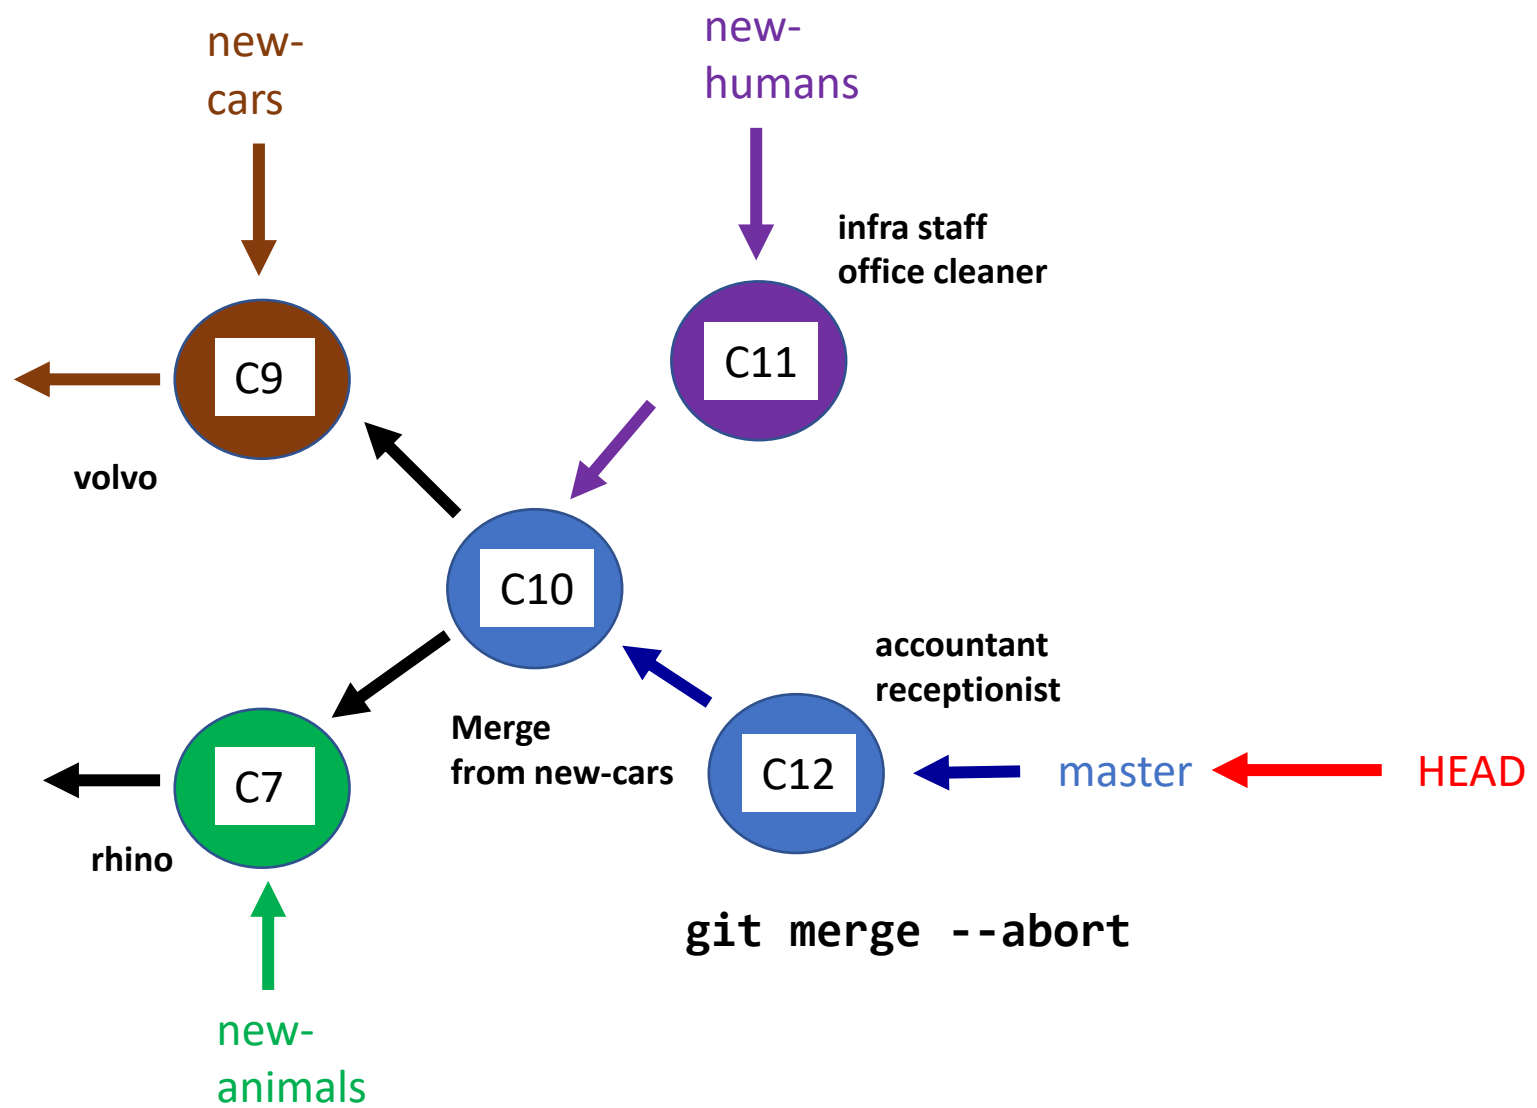 new-
cars
new-
humans
infra staff
office cleaner
C9
C11
volvo
C10
accountant
receptionist
Merge
from new-cars
C7
C12
master
HEAD
rhino
git merge --abort
new-
animals